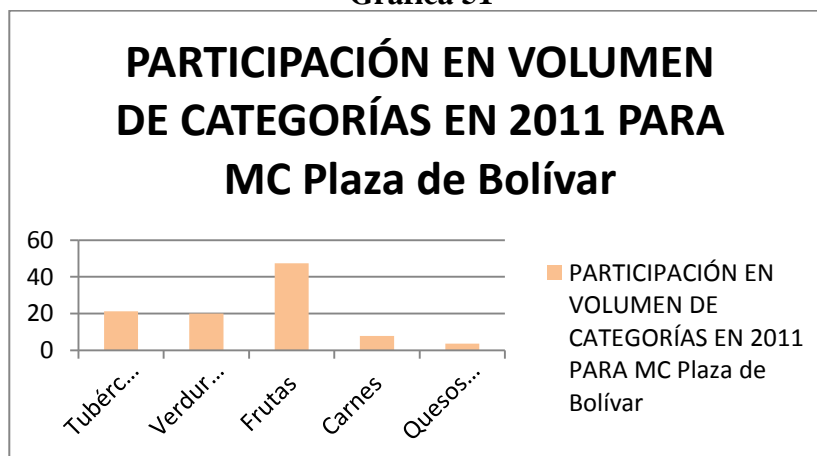 PARTICIPACIÓN EN VOLUMEN
DE CATEGORÍAS EN 2011 PARA
MC Plaza de Bolívar
60
40
20
0
Tubérc...
Verdur...
Frutas
Carnes
Quesos...
PARTICIPACIÓN EN
VOLUMEN DE
CATEGORÍAS EN 2011
PARA MC Plaza de
Bolívar